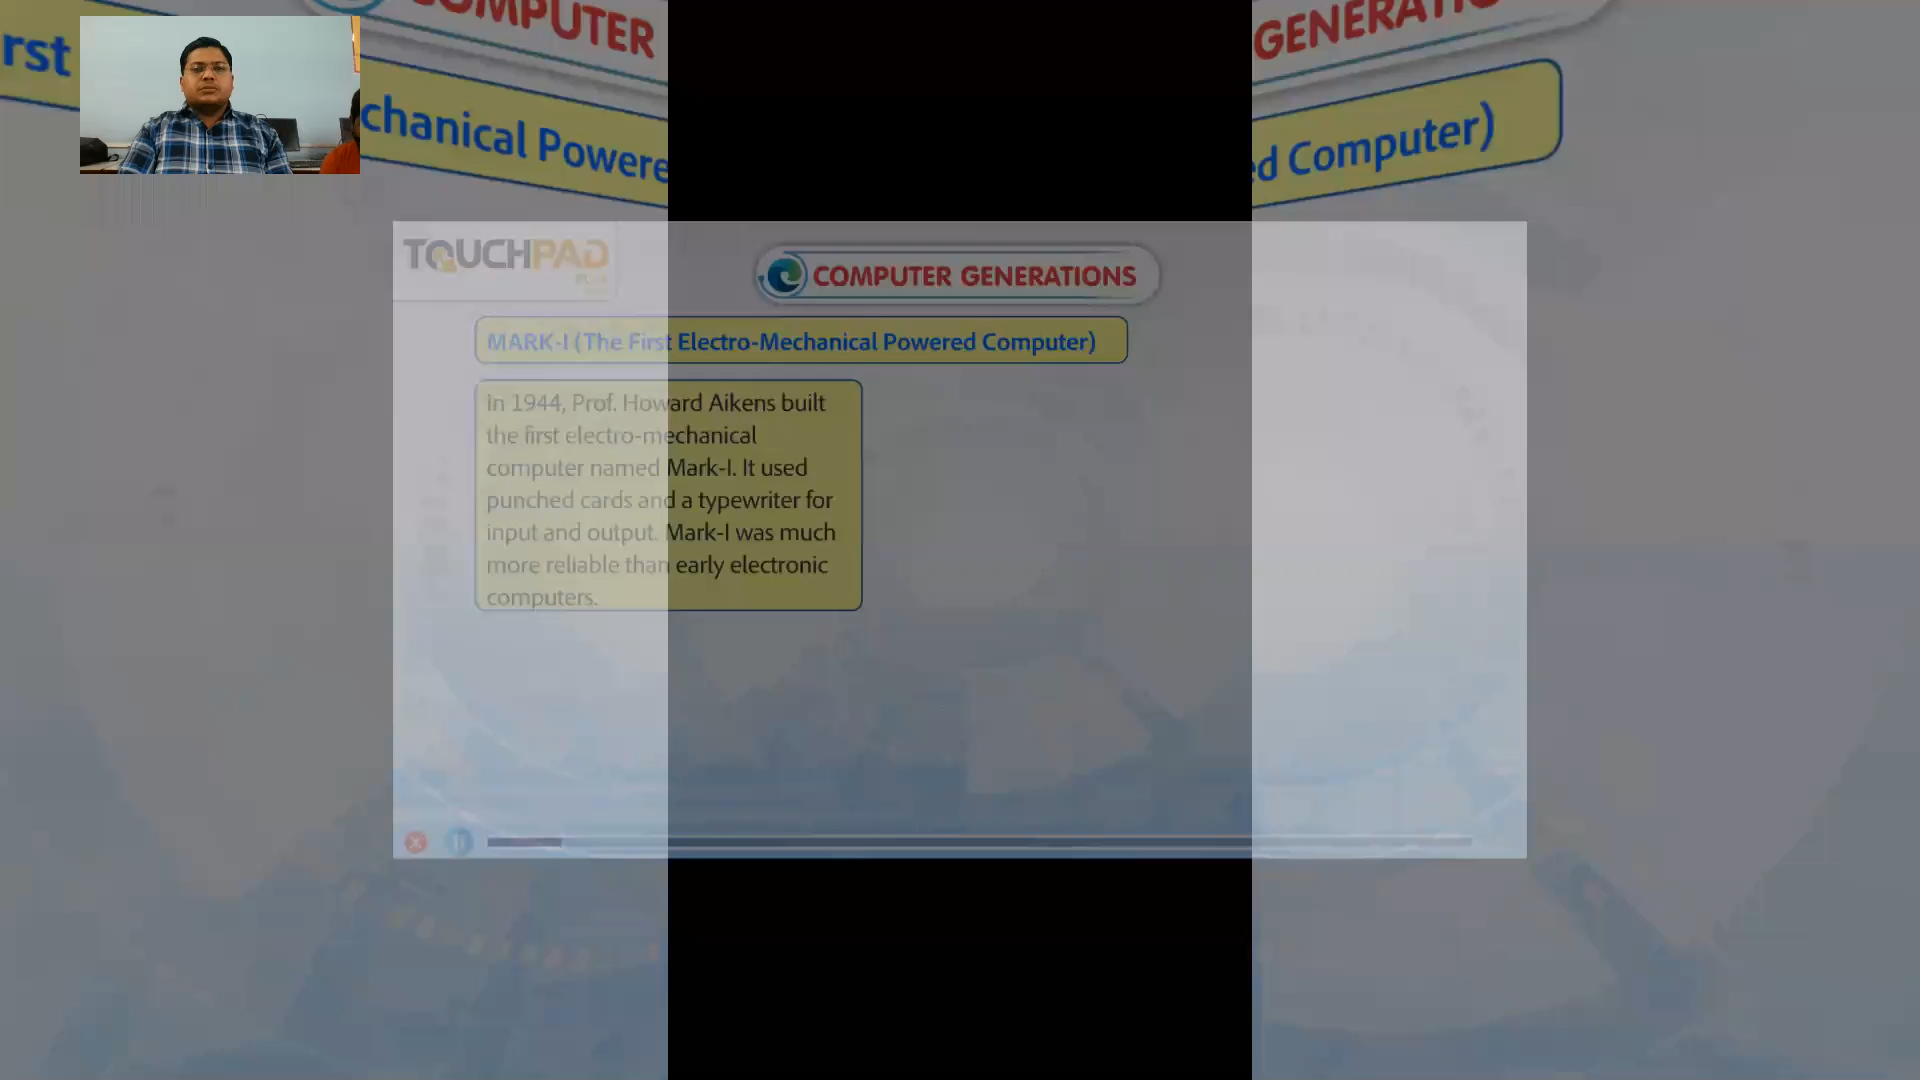 COMPUTER
GENERATIO
rst
chanical Powere
ed Computer)
TOUCHPAD
PLUS
COMPUTER GENERATIONS
MARK-I (The First Electro-Mechanical Powered Computer)
In 1944, Prof. Howard Aikens built
the first electro-mechanical
computer named Mark-I. It used
punched cards and a typewriter for
input and output. Mark-I was much
more reliable than early electronic
computers.